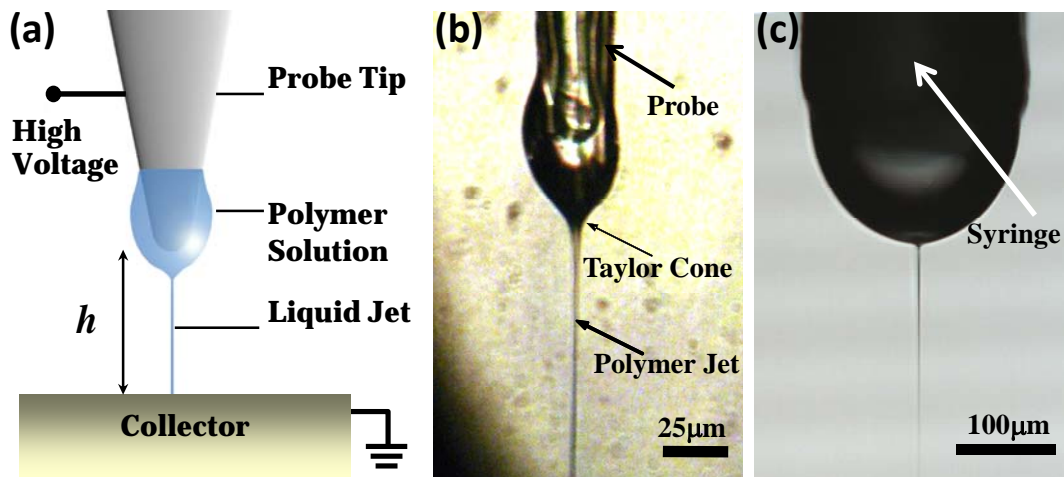 (a)
Probe Tip
High
Voltage
Polymer
Solution
h
Liquid Jet
Collector
(b)
Probe
Taylor Cone
Polymer Jet
25μm
(c)
Syringe
100μm